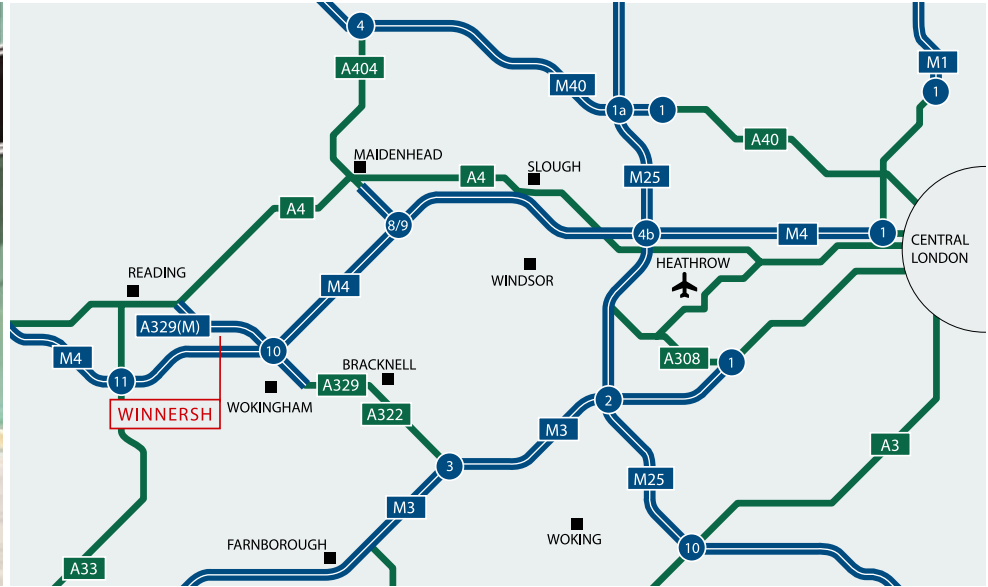 4
M1
A404
M40
1
1a
1
A40
MAIDENHEAD
SLOUGH
A4
M25
A4
8/9
4b
M4
1
CENTRAL
LONDON
READING
WINDSOR
HEATHROW
M4
A329(M)
M4
10
11
BRACKNELL
A308
1
A329
WOKINGHAM
WINNERSH
A322
2
M3
A3
3
M25
M3
WOKING
FARNBOROUGH
10
A33